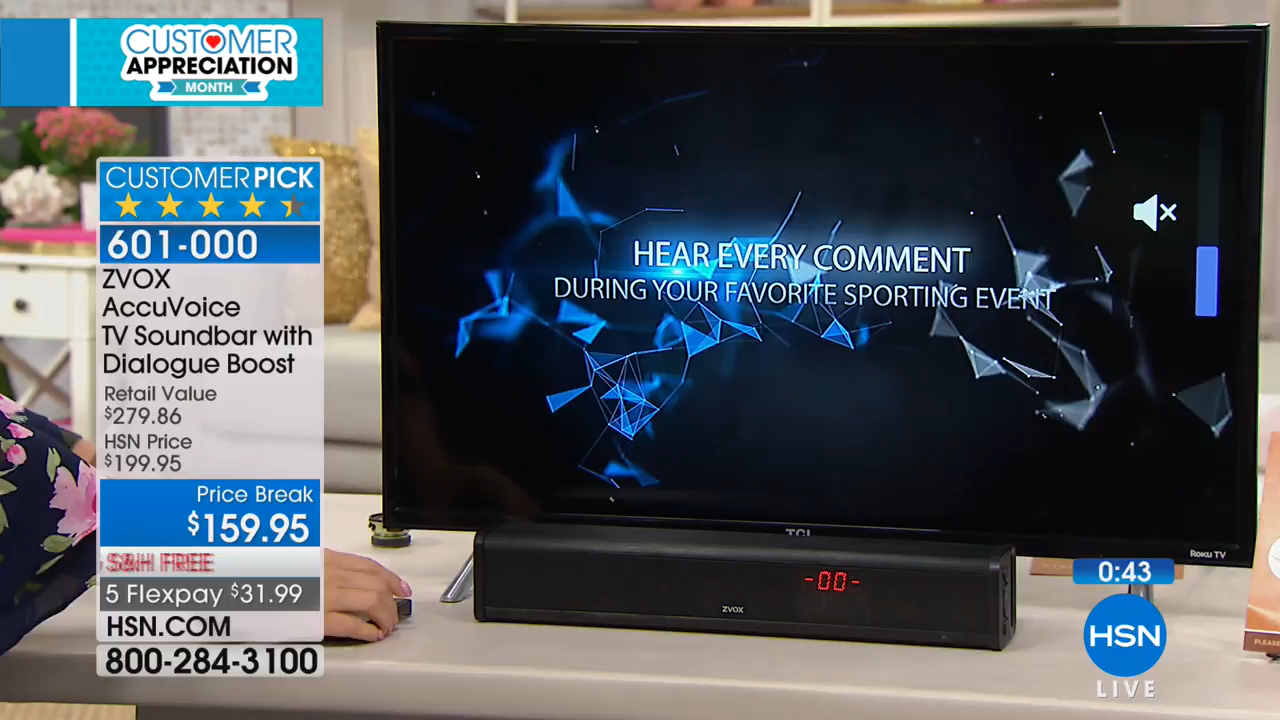 CUSTOMER
APPRECIATION
MONTH
CUSTOMER PICK
601-000
ZVOX
AccuVoice
TV Soundbar with
Dialogue Boost
Retail Value
$279.86
HSN Price
$199.95
Price Break
$159.95
S&H FREE
5 Flexpay $31.99
HSN.COM
800-284-3100
HEAR EVERY COMMENT
DURING YOUR FAVORITE SPORTING EVENT
TCL
Roku TV
-00-
ZVOX
0:43
HSN
LIVE
PLEASE